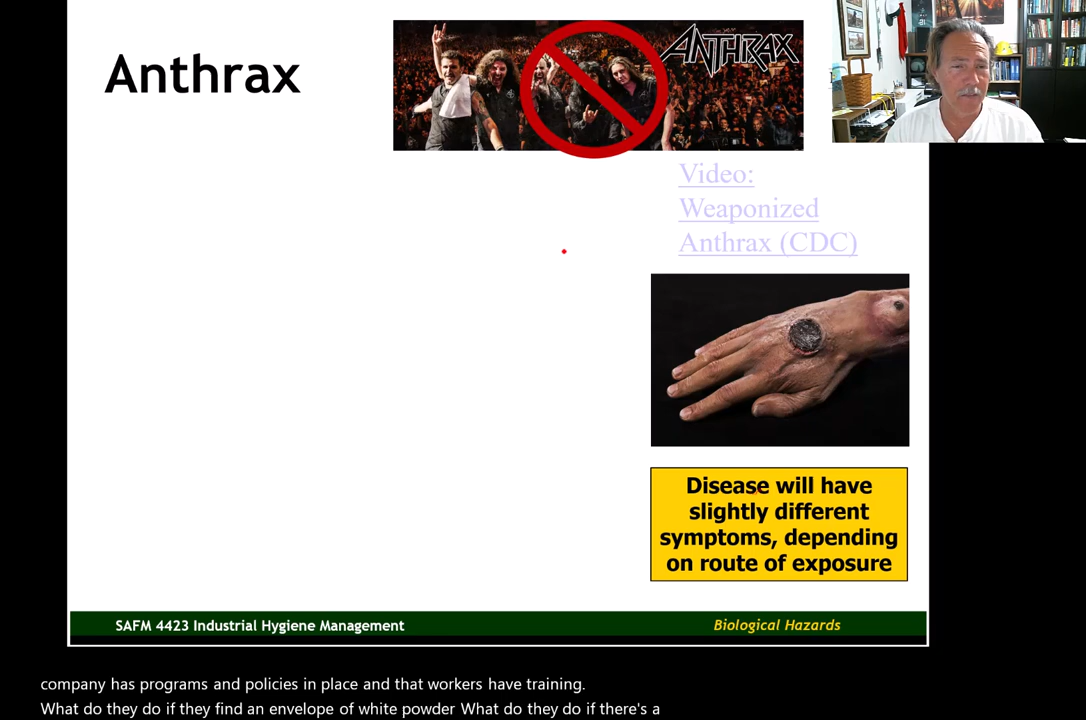 Anthrax
ANTHRAX
Video:
Weaponized
Anthrax (CDC)
Disease will have
slightly different
symptoms, depending
on route of exposure
SAFM 4423 Industrial Hygiene Management
Biological Hazards
company has programs and policies in place and that workers have training.
What do they do if they find an envelope of white powder What do they do if there's a